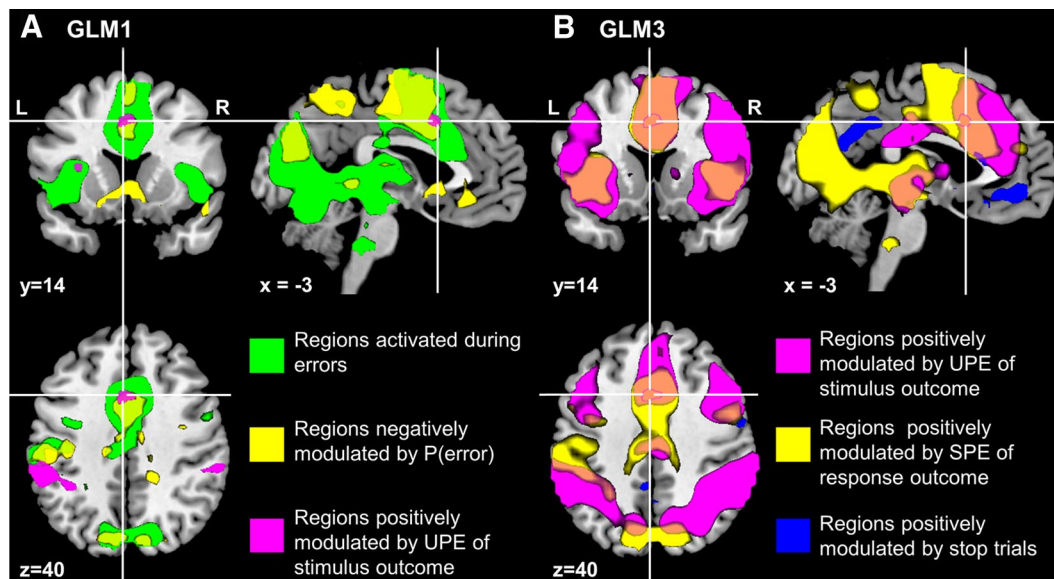 A GLM1
L
R
y=14
x = -3
z=40
Regions activated during
errors
Regions negatively
modulated by P(error)
Regions positively
modulated by UPE of
stimulus outcome
B GLM3
L
R
y=14
x = -3
z=40
Regions positively
modulated by UPE of
stimulus outcome
Regions positively
modulated by SPE of
response outcome
Regions positively
modulated by stop trials